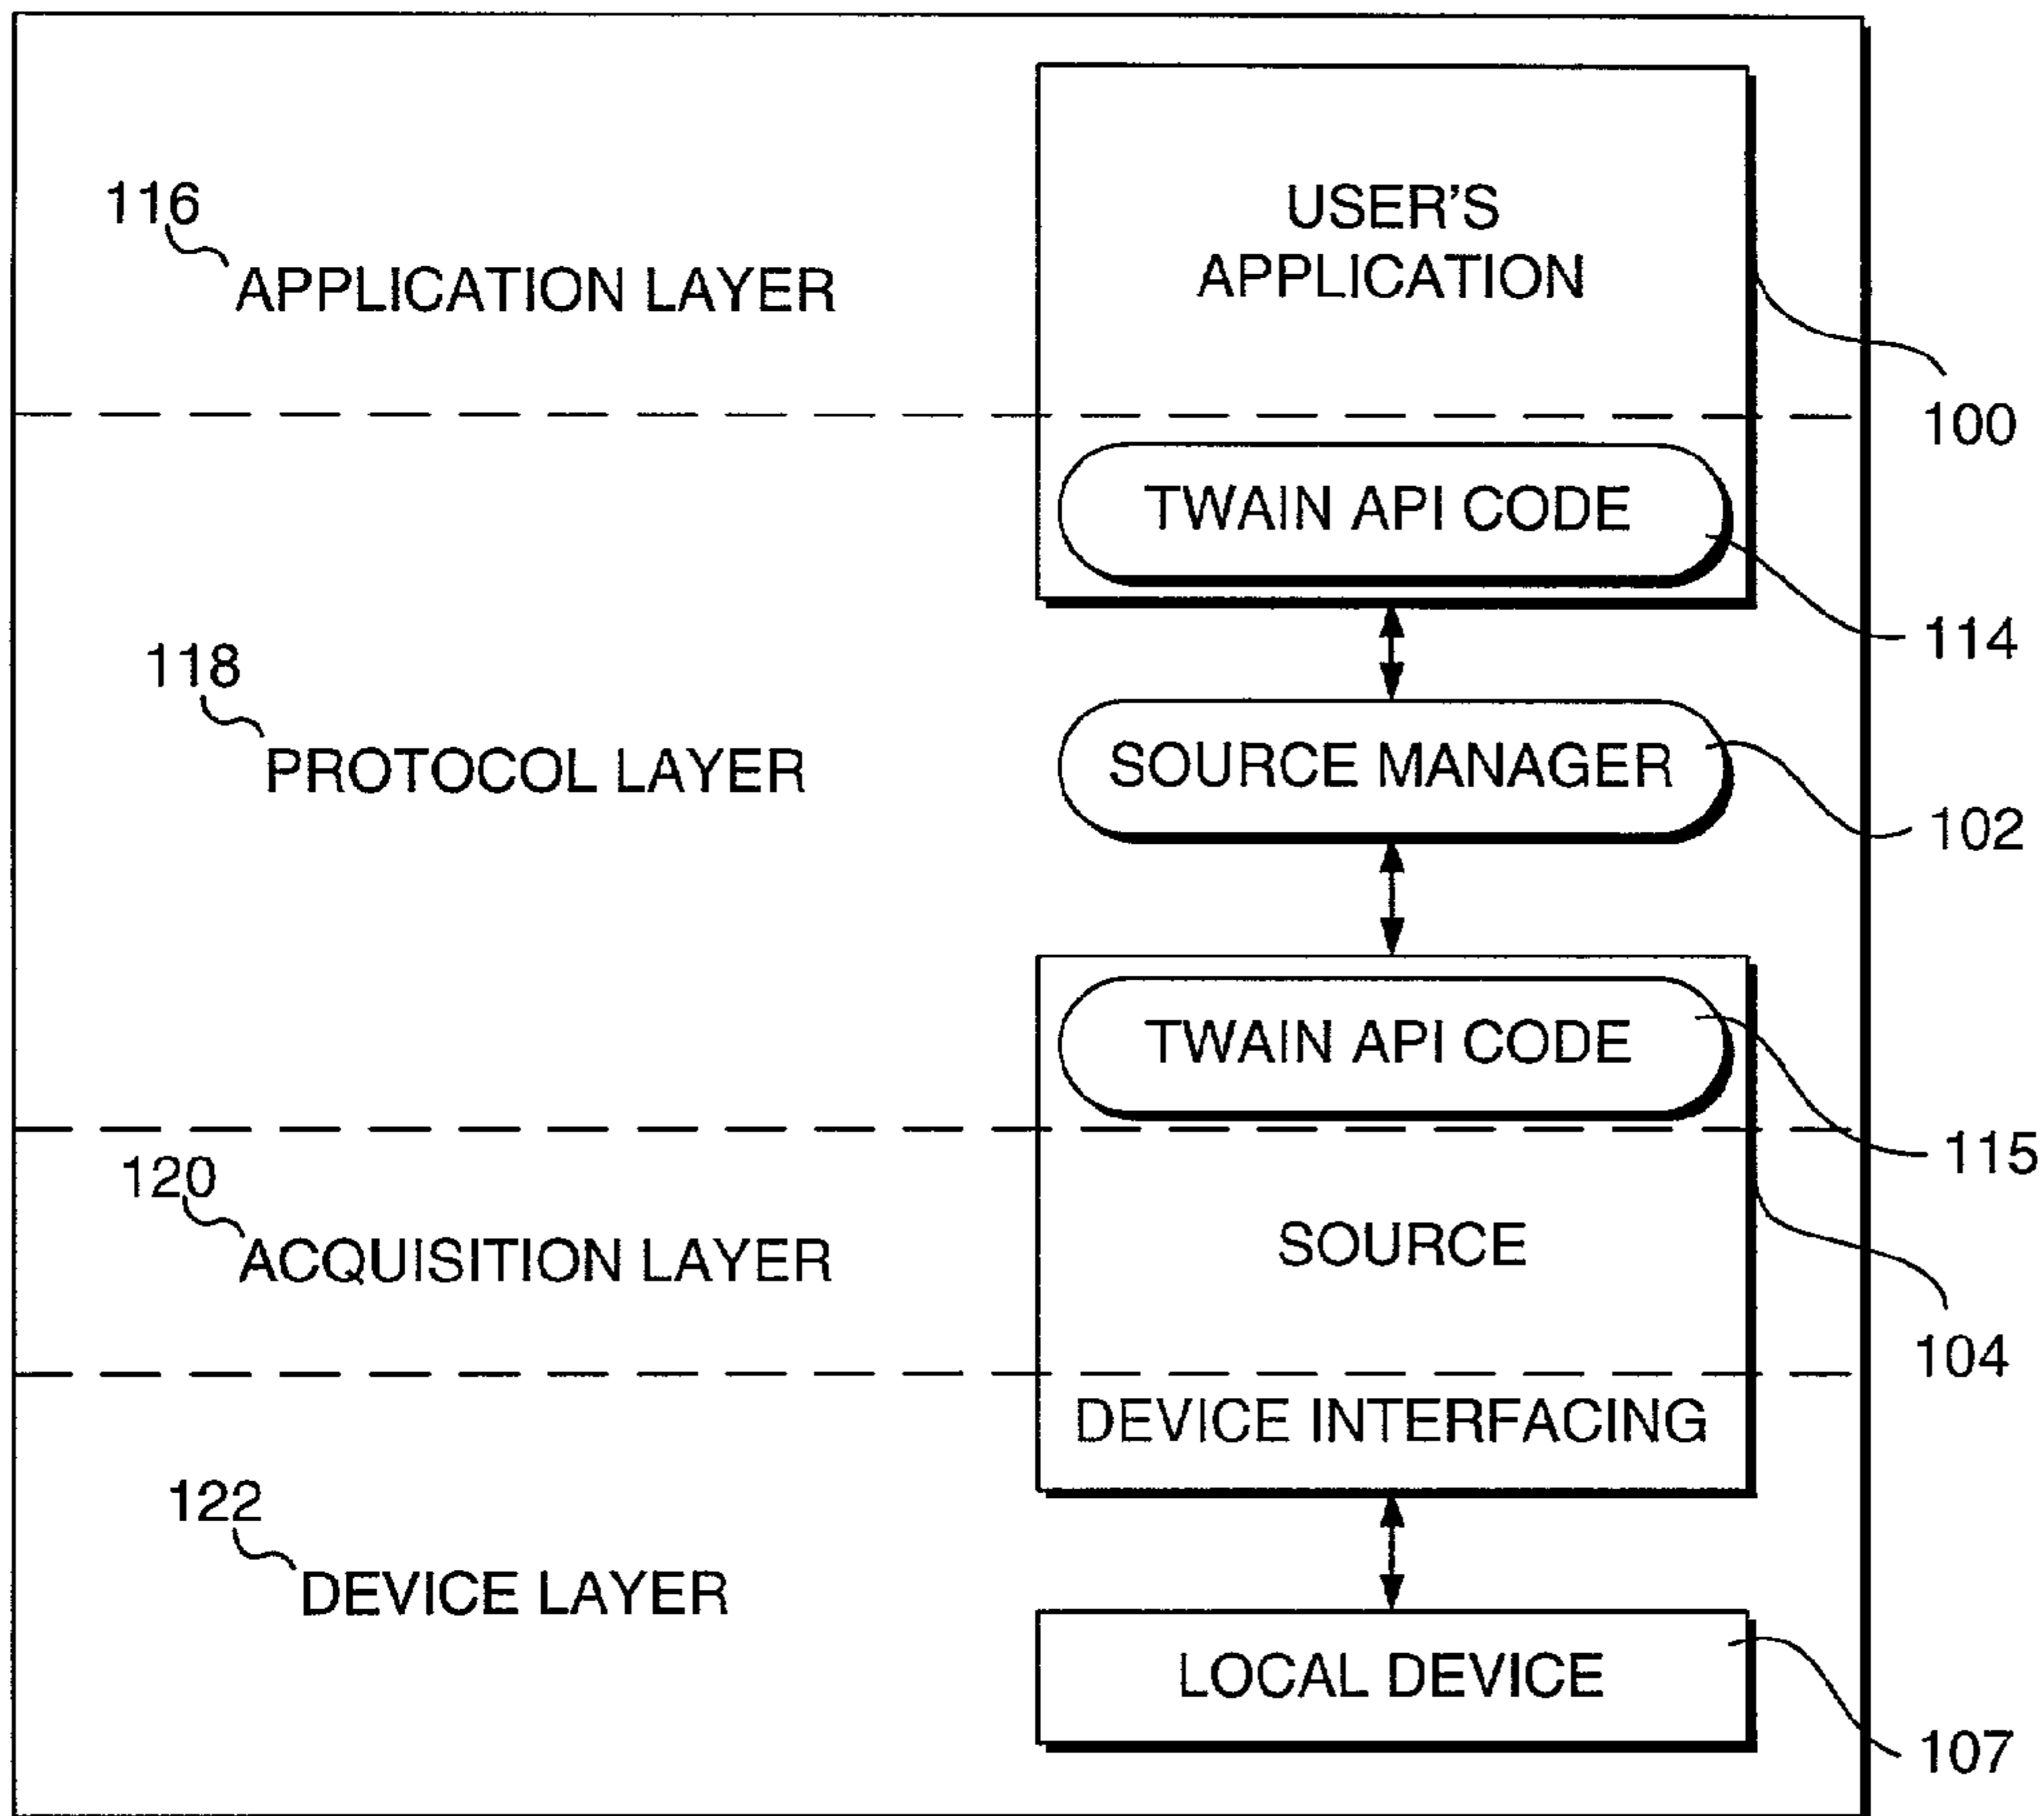 116
APPLICATION LAYER
USER'S
APPLICATION
100
TWAIN API CODE
114
118
PROTOCOL LAYER
SOURCE MANAGER
102
TWAIN API CODE
115
120
ACQUISITION LAYER
SOURCE
104
DEVICE INTERFACING
122
DEVICE LAYER
LOCAL DEVICE
107